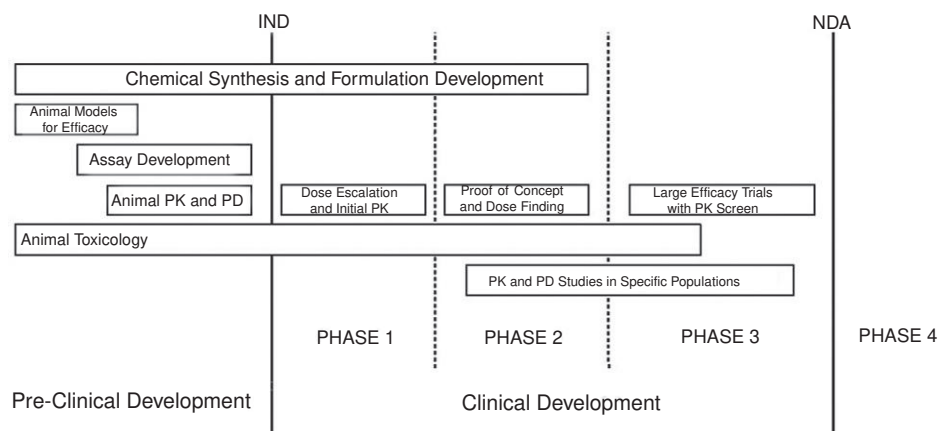 IND
NDA
Chemical Synthesis and Formulation Development
Animal Models
for Efficacy
Assay Development
Animal PK and PD
Dose Escalation
and Initial PK
Proof of Concept
and Dose Finding
Large Efficacy Trials
with PK Screen
Animal Toxicology
PK and PD Studies in Specific Populations
PHASE 1
PHASE 2
PHASE 3
PHASE 4
Pre-Clinical Development
Clinical Development